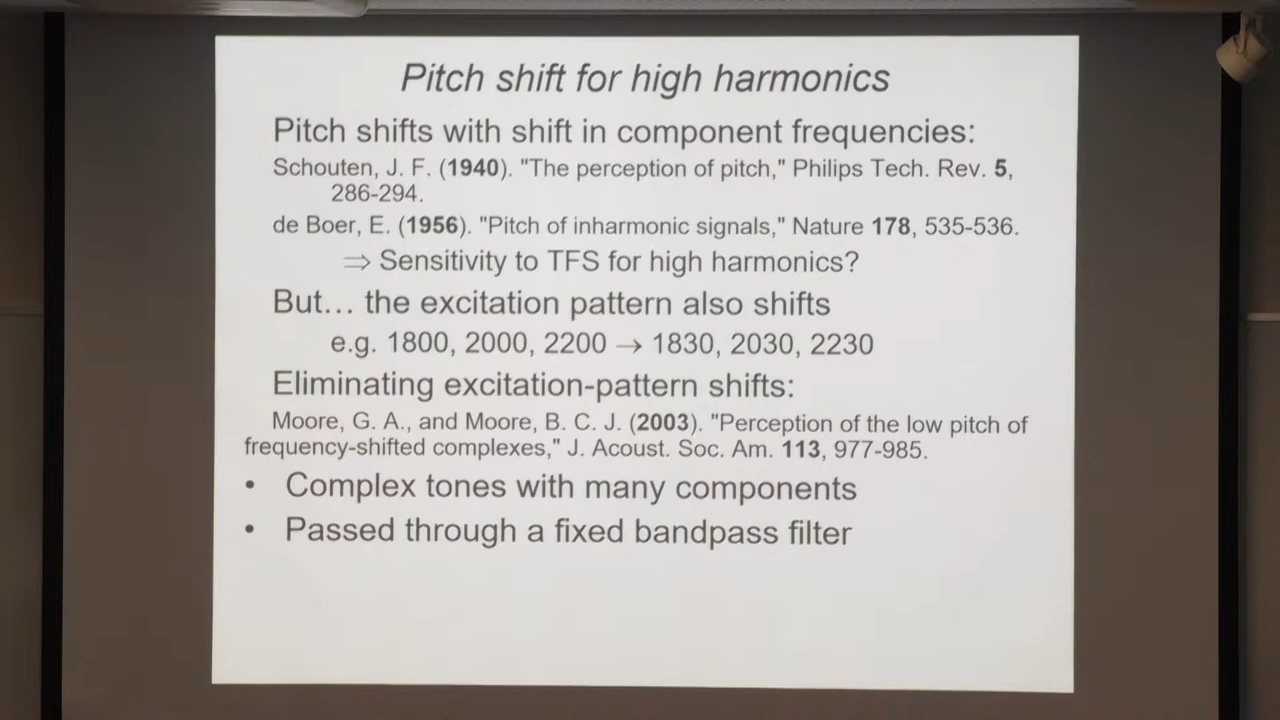 Pitch shift for high harmonics
Pitch shifts with shift in component frequencies:
Schouten, J. F. (1940). "The perception of pitch," Philips Tech. Rev. 5,
286-294.
de Boer, E. (1956). "Pitch of inharmonic signals," Nature 178, 535-536.
⇒ Sensitivity to TFS for high harmonics?
But… the excitation pattern also shifts
e.g. 1800, 2000, 2200 → 1830, 2030, 2230
Eliminating excitation-pattern shifts:
Moore, G. A., and Moore, B. C. J. (2003). "Perception of the low pitch of
frequency-shifted complexes," J. Acoust. Soc. Am. 113, 977-985.
• Complex tones with many components
• Passed through a fixed bandpass filter